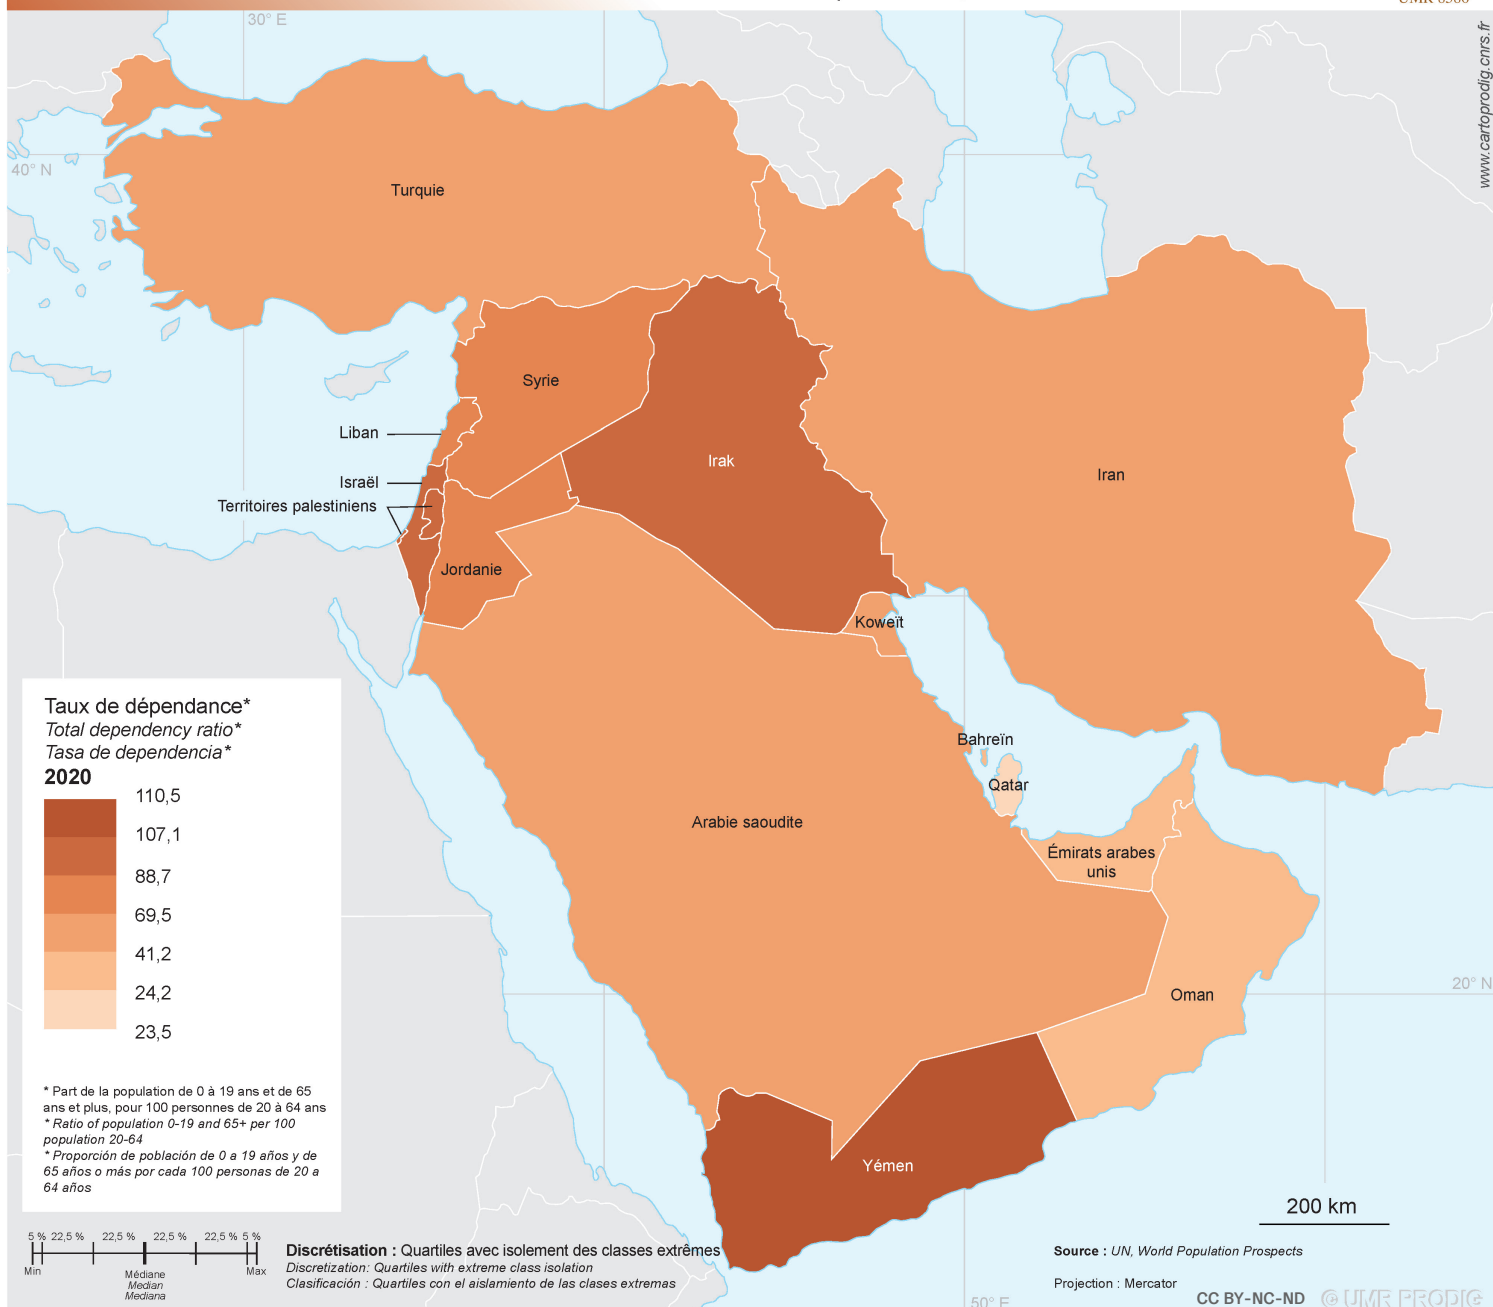 30° E
www.cartoprodig.cnrs.fr
40° N
Turquie
Syrie
Liban
Irak
Iran
Israël
Territoires palestiniens
Jordanie
Koweït
Bahreïn
Qatar
Arabie saoudite
Émirats arabes
unis
Oman
20° N
Yémen
Taux de dépendance*
Total dependency ratio*
Tasa de dependencia*
2020
110,5
107,1
88,7
69,5
41,2
24,2
23,5
* Part de la population de 0 à 19 ans et de 65
ans et plus, pour 100 personnes de 20 à 64 ans
* Ratio of population 0-19 and 65+ per 100
population 20-64
* Proporción de población de 0 a 19 años y de
65 años o más por cada 100 personas de 20 a
64 años
200 km
5 % 22,5 % 22,5 % 22,5 % 22,5 % 5 %
Min
Max
Médiane
Median
Mediana
Discrétisation : Quartiles avec isolement des classes extrêmes
Discretization: Quartiles with extreme class isolation
Clasificación : Quartiles con el aislamiento de las clases extremas
Source : UN, World Population Prospects
Projection : Mercator
50° E
CC BY-NC-ND © UMR PRODIG